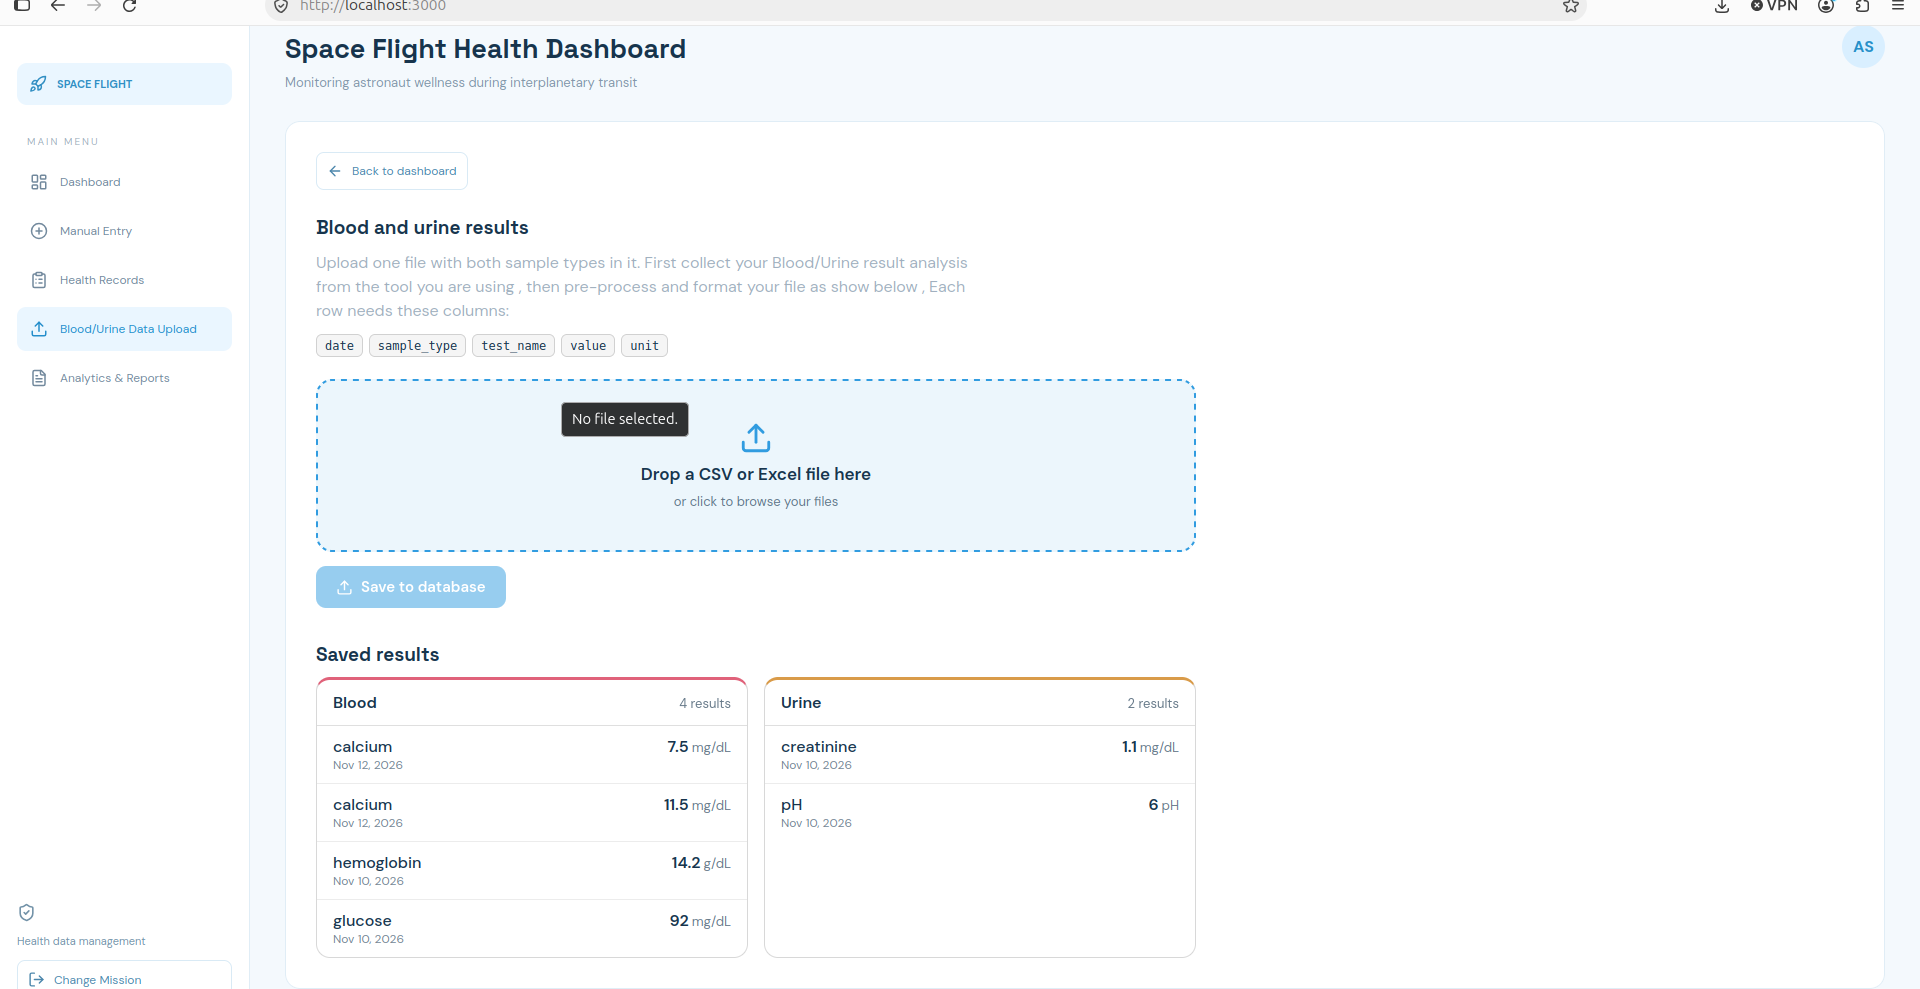 http://localhost:3000
VPN
SPACE FLIGHT
MAIN MENU
Dashboard
Manual Entry
Health Records
Blood/Urine Data Upload
Analytics & Reports
Health data management
Change Mission
Space Flight Health Dashboard
AS
Monitoring astronaut wellness during interplanetary transit
Back to dashboard
Blood and urine results
Upload one file with both sample types in it. First collect your Blood/Urine result analysis
from the tool you are using , then pre-process and format your file as show below , Each
row needs these columns:
date sample_type test_name value unit
No file selected.
Drop a CSV or Excel file here
or click to browse your files
Save to database
Saved results
Blood 4 results
calcium 7.5 mg/dL
Nov 12, 2026
calcium 11.5 mg/dL
Nov 12, 2026
hemoglobin 14.2 g/dL
Nov 10, 2026
glucose 92 mg/dL
Nov 10, 2026
Urine 2 results
creatinine 1.1 mg/dL
Nov 10, 2026
pH 6 pH
Nov 10, 2026